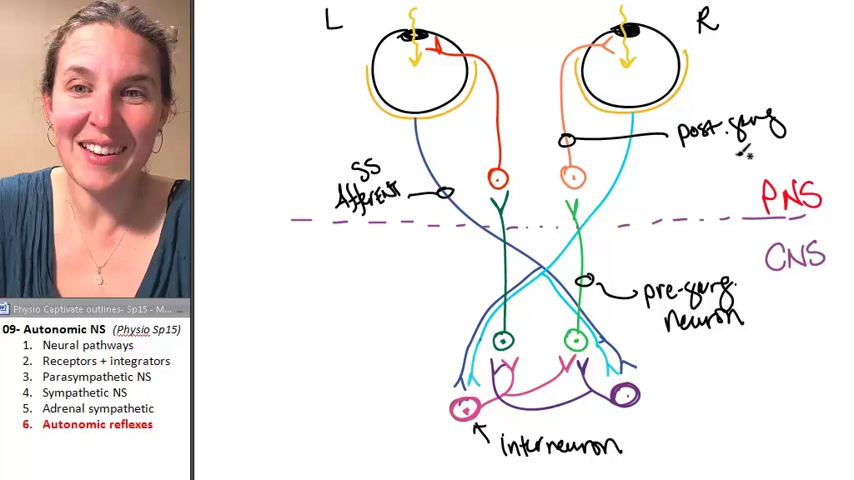 L
R
post.gang
SS
Afferent
PNS
CNS
pre-gang.
neuron
interneuron
Physio Captivate outlines- Sp15 - M...
09- Autonomic NS (Physio Sp15)
1. Neural pathways
2. Receptors + integrators
3. Parasympathetic NS
4. Sympathetic NS
5. Adrenal sympathetic
6. Autonomic reflexes